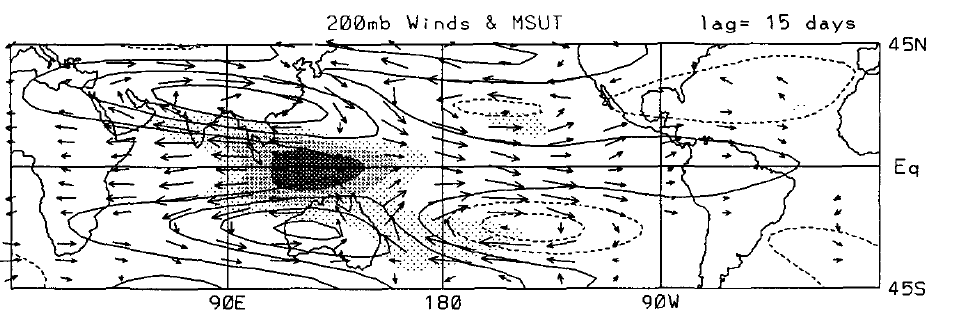 200mb Winds & MSUT lag= 15 days
45N
Eq
45S
90E 180 90W